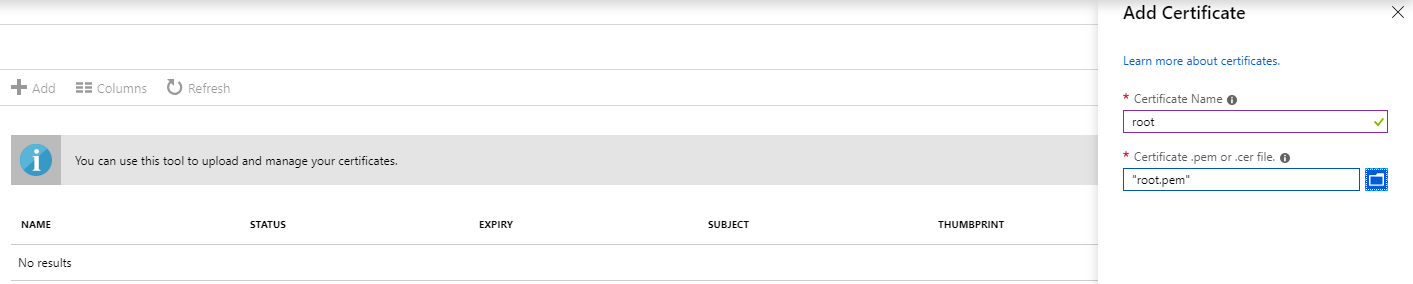 Add Certificate
Learn more about certificates.
Add Columns Refresh
* Certificate Name
root
You can use this tool to upload and manage your certificates.
* Certificate .pem or .cer file.
"root.pem"
NAME STATUS EXPIRY SUBJECT THUMBPRINT
No results